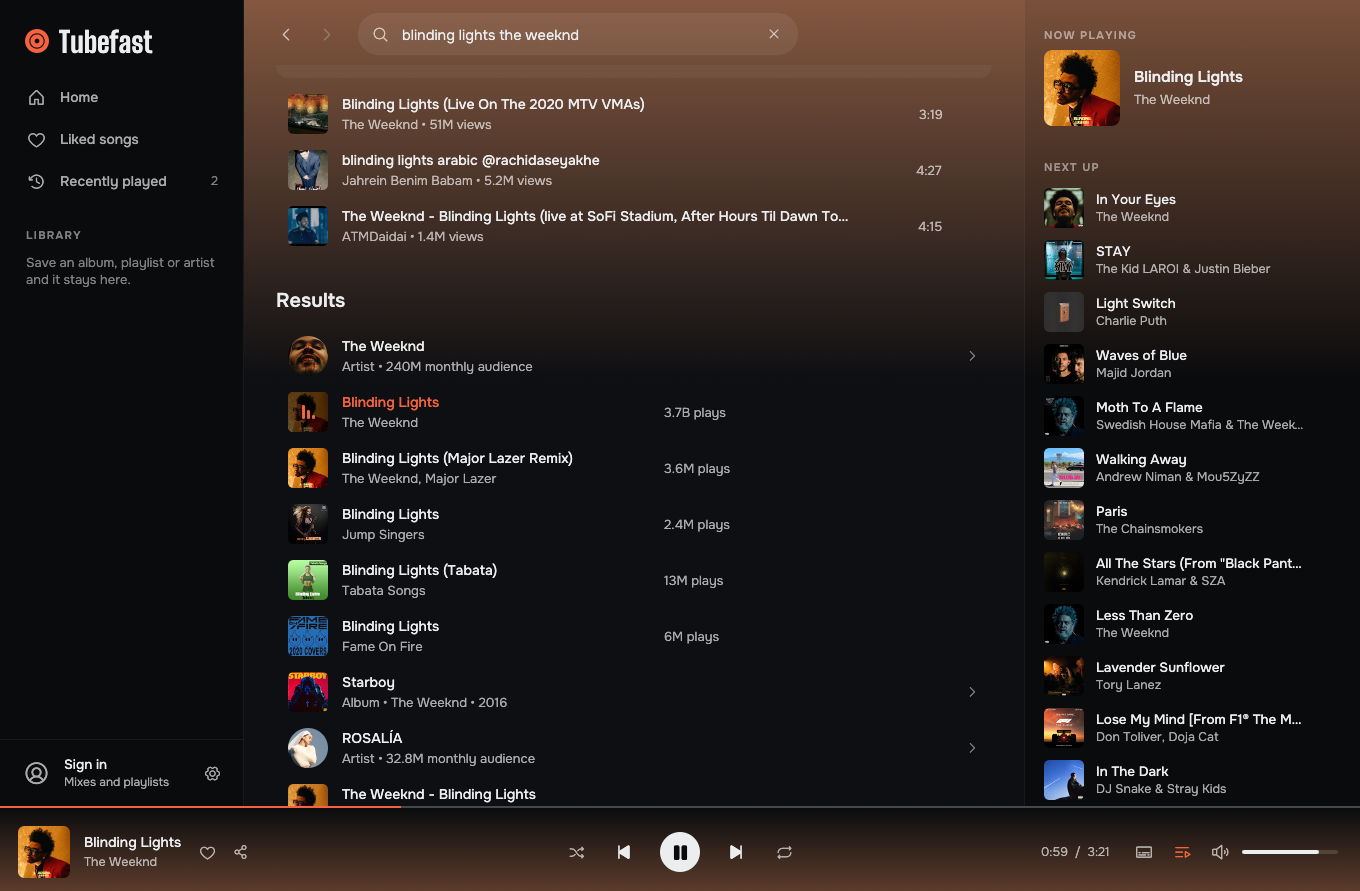 Tubefast
Home
Liked songs
Recently played 2
LIBRARY
Save an album, playlist or artist
and it stays here.
Sign in
Mixes and playlists
blinding lights the weeknd
Blinding Lights (Live On The 2020 MTV VMAs)
The Weeknd • 51M views
3:19
blinding lights arabic @rachidaseyakhe
Jahrein Benim Babam • 5.2M views
4:27
The Weeknd - Blinding Lights (live at SoFi Stadium, After Hours Til Dawn To...
ATMDaidai • 1.4M views
4:15
Results
The Weeknd
Artist • 240M monthly audience
Blinding Lights
The Weeknd
3.7B plays
Blinding Lights (Major Lazer Remix)
The Weeknd, Major Lazer
3.6M plays
Blinding Lights
Jump Singers
2.4M plays
Blinding Lights (Tabata)
Tabata Songs
13M plays
Blinding Lights
Fame On Fire
6M plays
STARBOY
Starboy
Album • The Weeknd • 2016
ROSALÍA
Artist • 32.8M monthly audience
The Weeknd - Blinding Lights
NOW PLAYING
Blinding Lights
The Weeknd
NEXT UP
In Your Eyes
The Weeknd
STAY
The Kid LAROI & Justin Bieber
Light Switch
Charlie Puth
Waves of Blue
Majid Jordan
Moth To A Flame
Swedish House Mafia & The Week...
Walking Away
Andrew Niman & Mou5ZyZZ
Paris
The Chainsmokers
All The Stars (From "Black Pant...
Kendrick Lamar & SZA
Less Than Zero
The Weeknd
Lavender Sunflower
Tory Lanez
Lose My Mind [From F1® The M...
Don Toliver, Doja Cat
In The Dark
DJ Snake & Stray Kids
Blinding Lights
The Weeknd
0:59 / 3:21